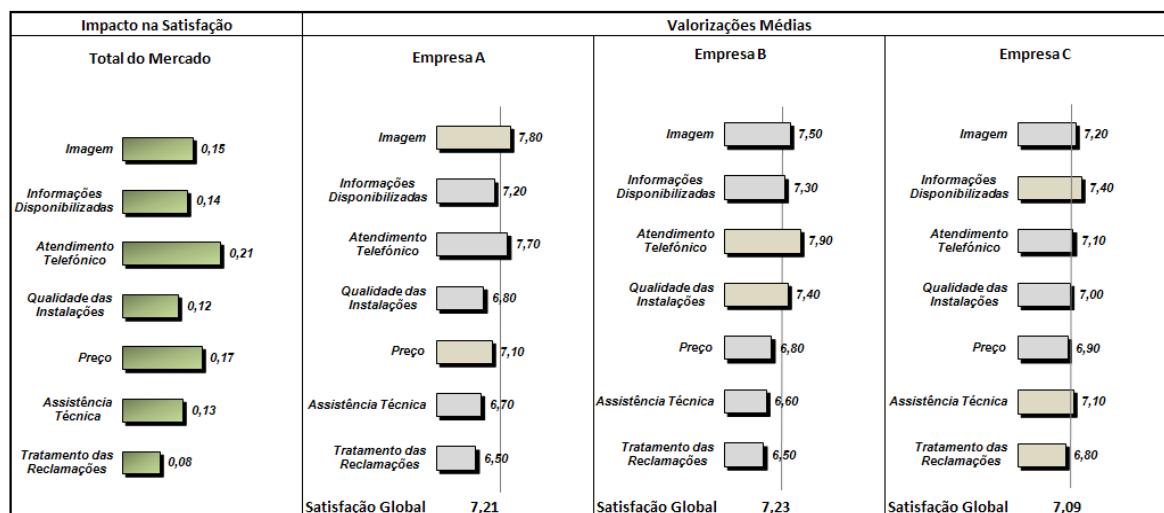 Impacto na Satisfação
Valorizações Médias
Total do Mercado
Imagem
0,15
Informações
Disponibilizadas
0,14
Atendimento
Telefónico
0,21
Qualidade das
Instalações
0,12
Preço
0,17
Assistência
Técnica
0,13
Tratamento das
Reclamações
0,08
Empresa A
Imagem
7,80
Informações
Disponibilizadas
7,20
Atendimento
Telefónico
7,70
Qualidade das
Instalações
6,80
Preço
7,10
Assistência Técnica
6,70
Tratamento das
Reclamações
6,50
Satisfação Global 7,21
Empresa B
Imagem
7,50
Informações
Disponibilizadas
7,30
Atendimento
Telefónico
7,90
Qualidade das
Instalações
7,40
Preço
6,80
Assistência Técnica
6,60
Tratamento das
Reclamações
6,50
Satisfação Global 7,23
Empresa C
Imagem
7,20
Informações
Disponibilizadas
7,40
Atendimento
Telefónico
7,10
Qualidade das
Instalações
7,00
Preço
6,90
Assistência Técnica
7,10
Tratamento das
Reclamações
6,80
Satisfação Global 7,09